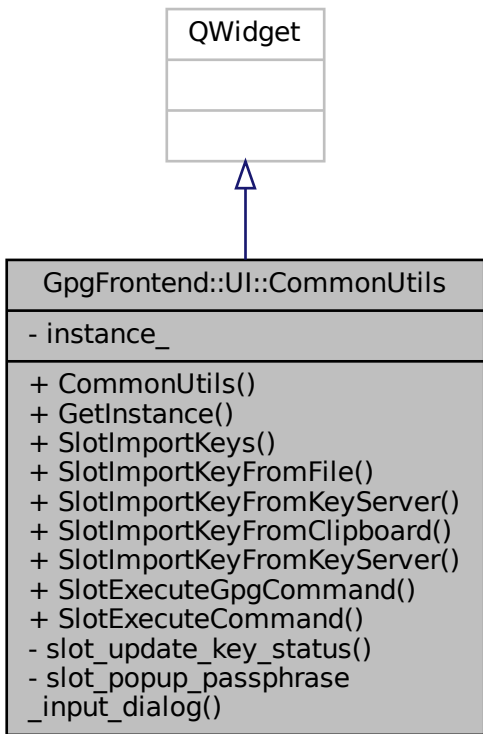 QWidget
GpgFrontend::UI::CommonUtils
- instance_
+ CommonUtils()
+ GetInstance()
+ SlotImportKeys()
+ SlotImportKeyFromFile()
+ SlotImportKeyFromKeyServer()
+ SlotImportKeyFromClipboard()
+ SlotImportKeyFromKeyServer()
+ SlotExecuteGpgCommand()
+ SlotExecuteCommand()
- slot_update_key_status()
- slot_popup_passphrase
_input_dialog()